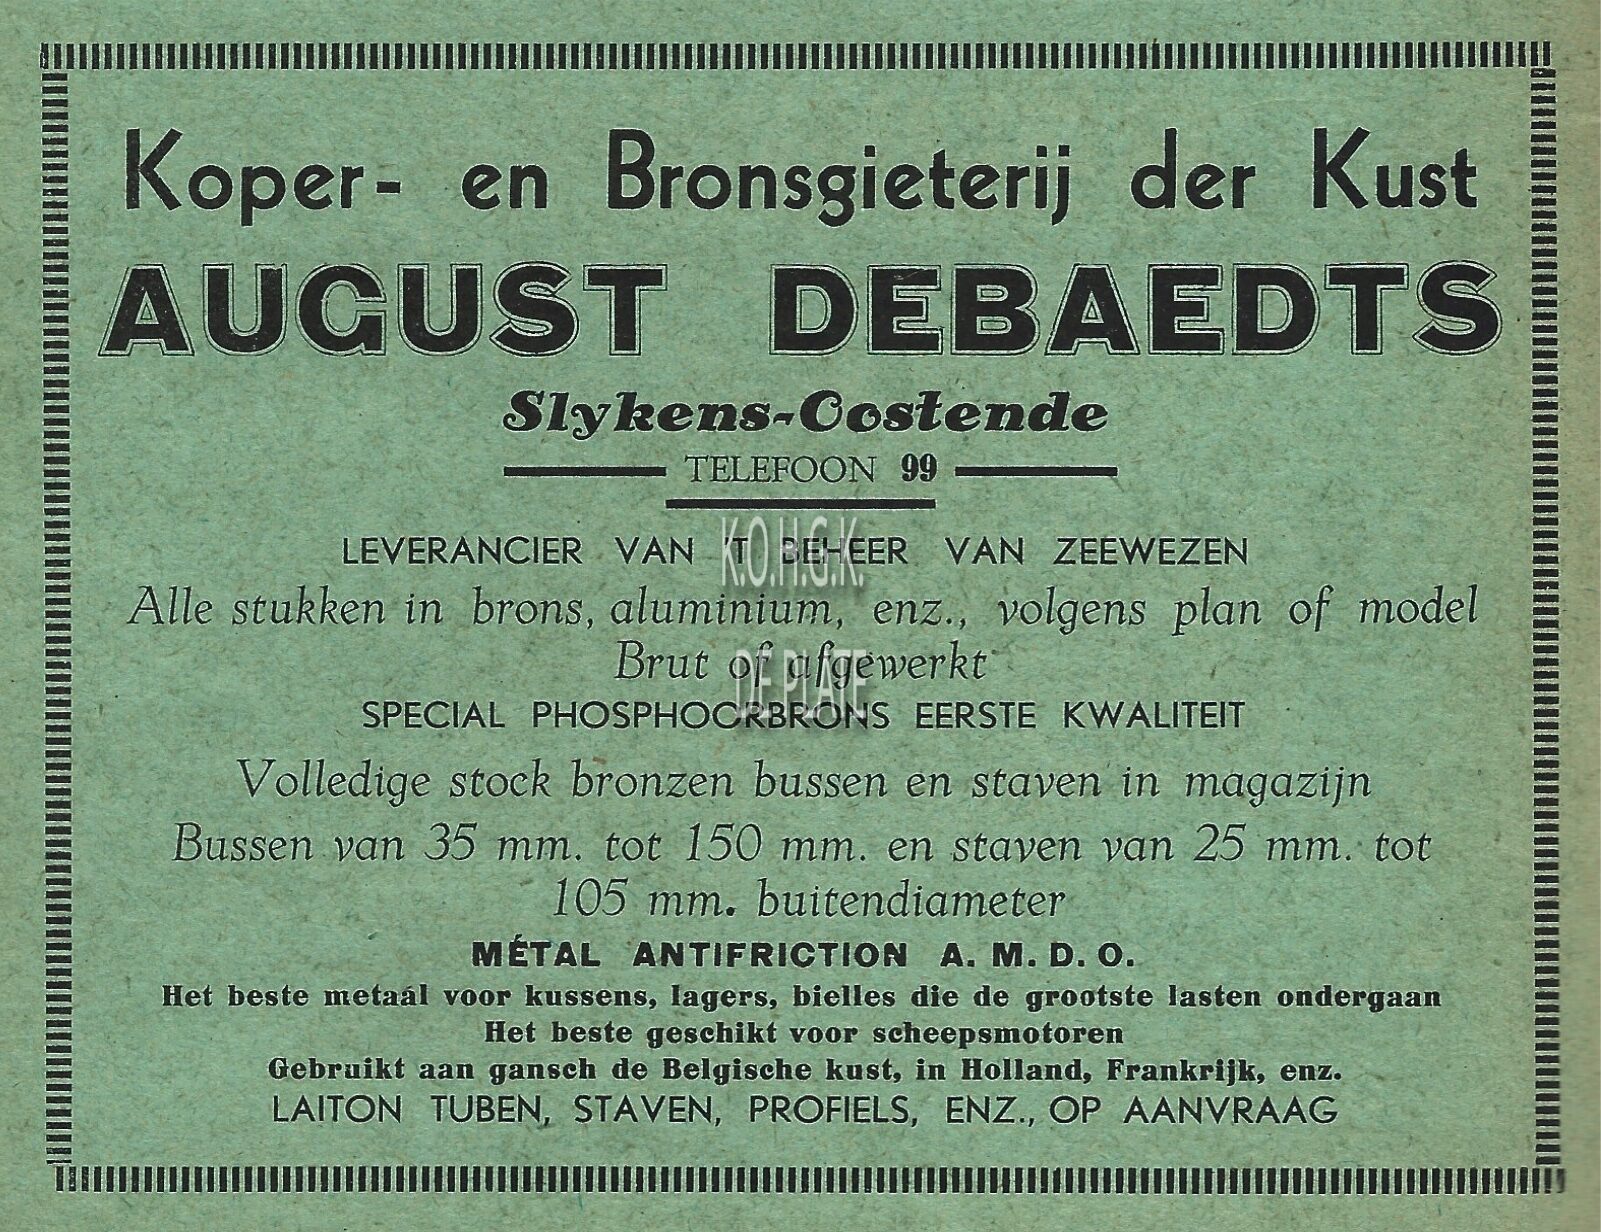 Koper- en Bronsgieterij der Kust
AUGUST DEBAEDTS
Slykens-Oostende
TELEFOON 99
LEVERANCIER VAN 'T BEHEER VAN ZEEWEZEN
K.O.H.G.K.
Alle stukken in brons, aluminium, enz., volgens plan of model
Brut of afgewerkt
DE PLATE
SPECIAL PHOSPHOORBRONS EERSTE KWALITEIT
Volledige stock bronzen bussen en staven in magazijn
Bussen van 35 mm. tot 150 mm. en staven van 25 mm. tot
105 mm. buitendiameter
MÉTAL ANTIFRICTION A. M. D. O.
Het beste metaál voor kussens, lagers, bielles die de grootste lasten ondergaan
Het beste geschikt voor scheepsmotoren
Gebruikt aan gansch de Belgische kust, in Holland, Frankrijk, enz.
LAITON TUBEN, STAVEN, PROFIELS, ENZ., OP AANVRAAG